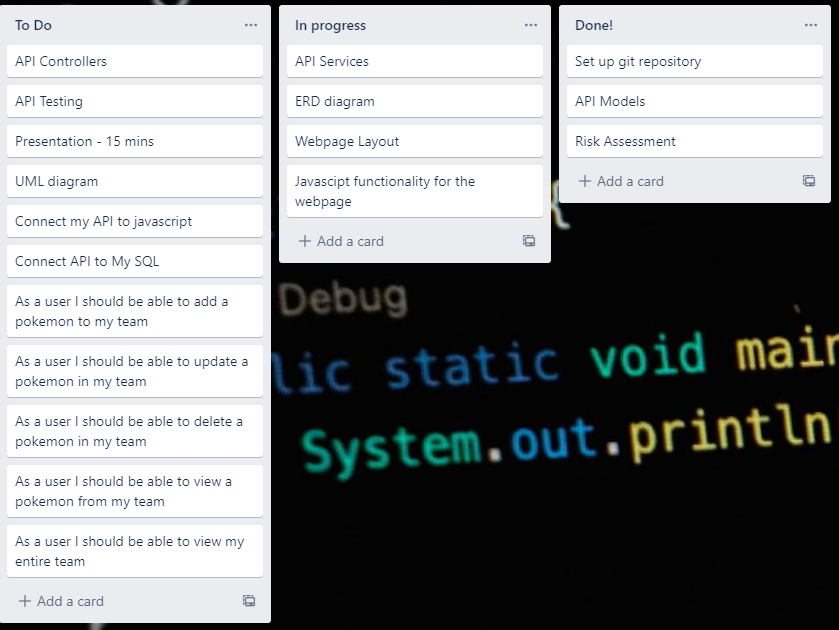 To Do
API Controllers
API Testing
Presentation - 15 mins
UML diagram
Connect my API to javascript
Connect API to My SQL
As a user I should be able to add a
pokemon to my team
As a user I should be able to update a
pokemon in my team
As a user I should be able to delete a
pokemon in my team
As a user I should be able to view a
pokemon from my team
As a user I should be able to view my
entire team
+ Add a card
In progress
API Services
ERD diagram
Webpage Layout
Javascipt functionality for the
webpage
+ Add a card
Done!
Set up git repository
API Models
Risk Assessment
+ Add a card
{
Debug
lic static void main
System.out.println